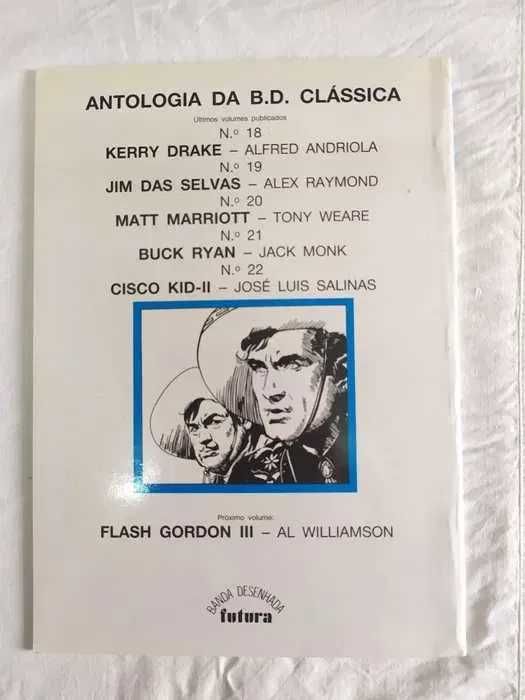 ANTOLOGIA DA B.D. CLÁSSICA
Últimos volumes publicados
N.º 18
KERRY DRAKE – ALFRED ANDRIOLA
N.º 19
JIM DAS SELVAS – ALEX RAYMOND
N.º 20
MATT MARRIOTT – TONY WEARE
N.º 21
BUCK RYAN – JACK MONK
N.º 22
CISCO KID-II – JOSÉ LUIS SALINAS
Próximo volume:
FLASH GORDON III – AL WILLIAMSON
BANDA DESENHADA
futura